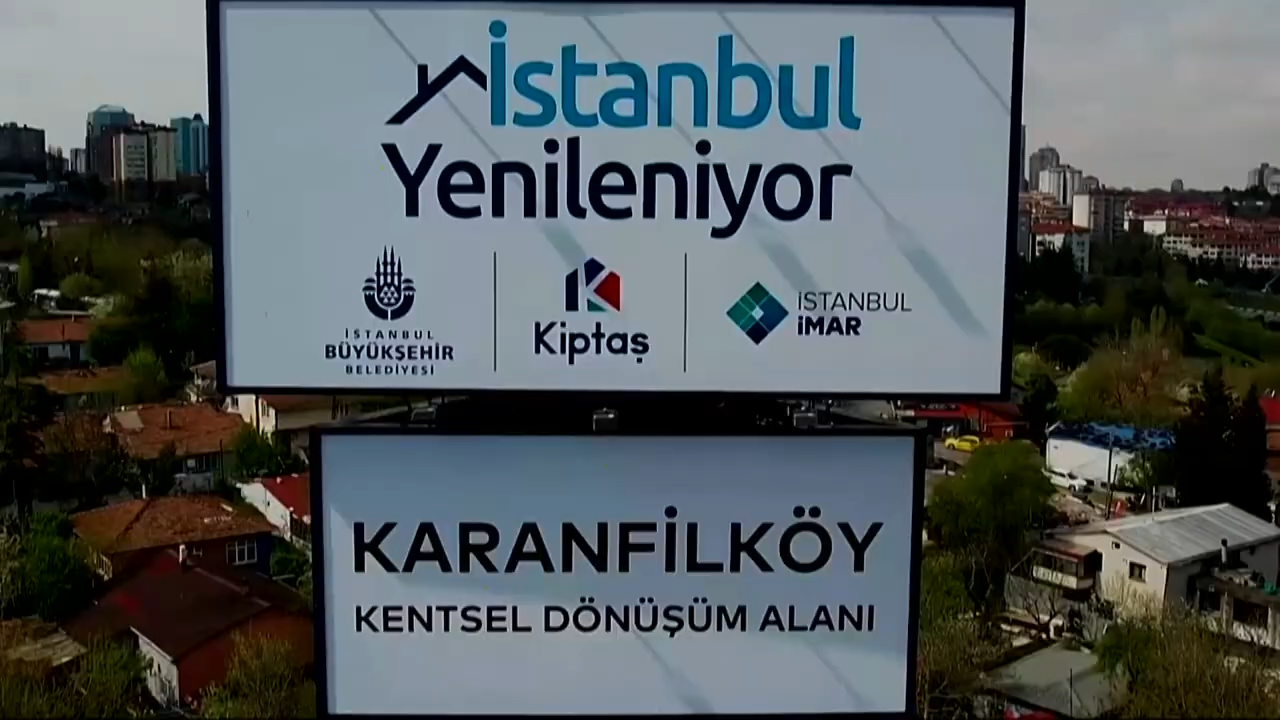 İstanbul
Yenileniyor
İSTANBUL
BÜYÜKŞEHİR
BELEDİYESİ
Kiptaş
İSTANBUL
İMAR
KARANFİLKÖY
KENTSEL DÖNÜŞÜM ALANI